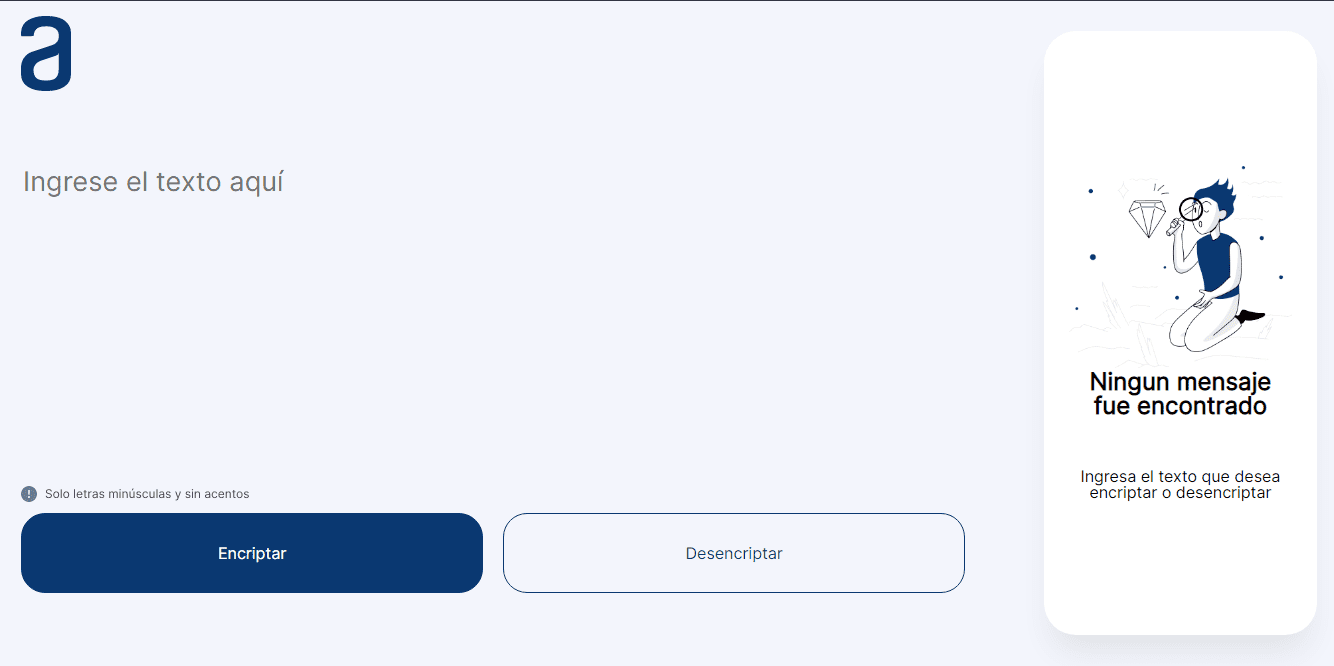 a
Ingrese el texto aquí
Solo letras minúsculas y sin acentos
Encriptar
Desencriptar
Ningun mensaje
fue encontrado
Ingresa el texto que desea
encriptar o desencriptar